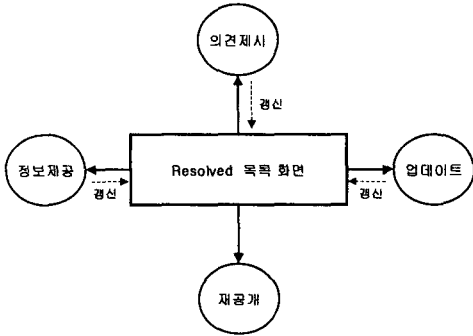 의견제시
갱신
Resolved 목록 화면
정보제공
갱신
업데이트
갱신
재공개